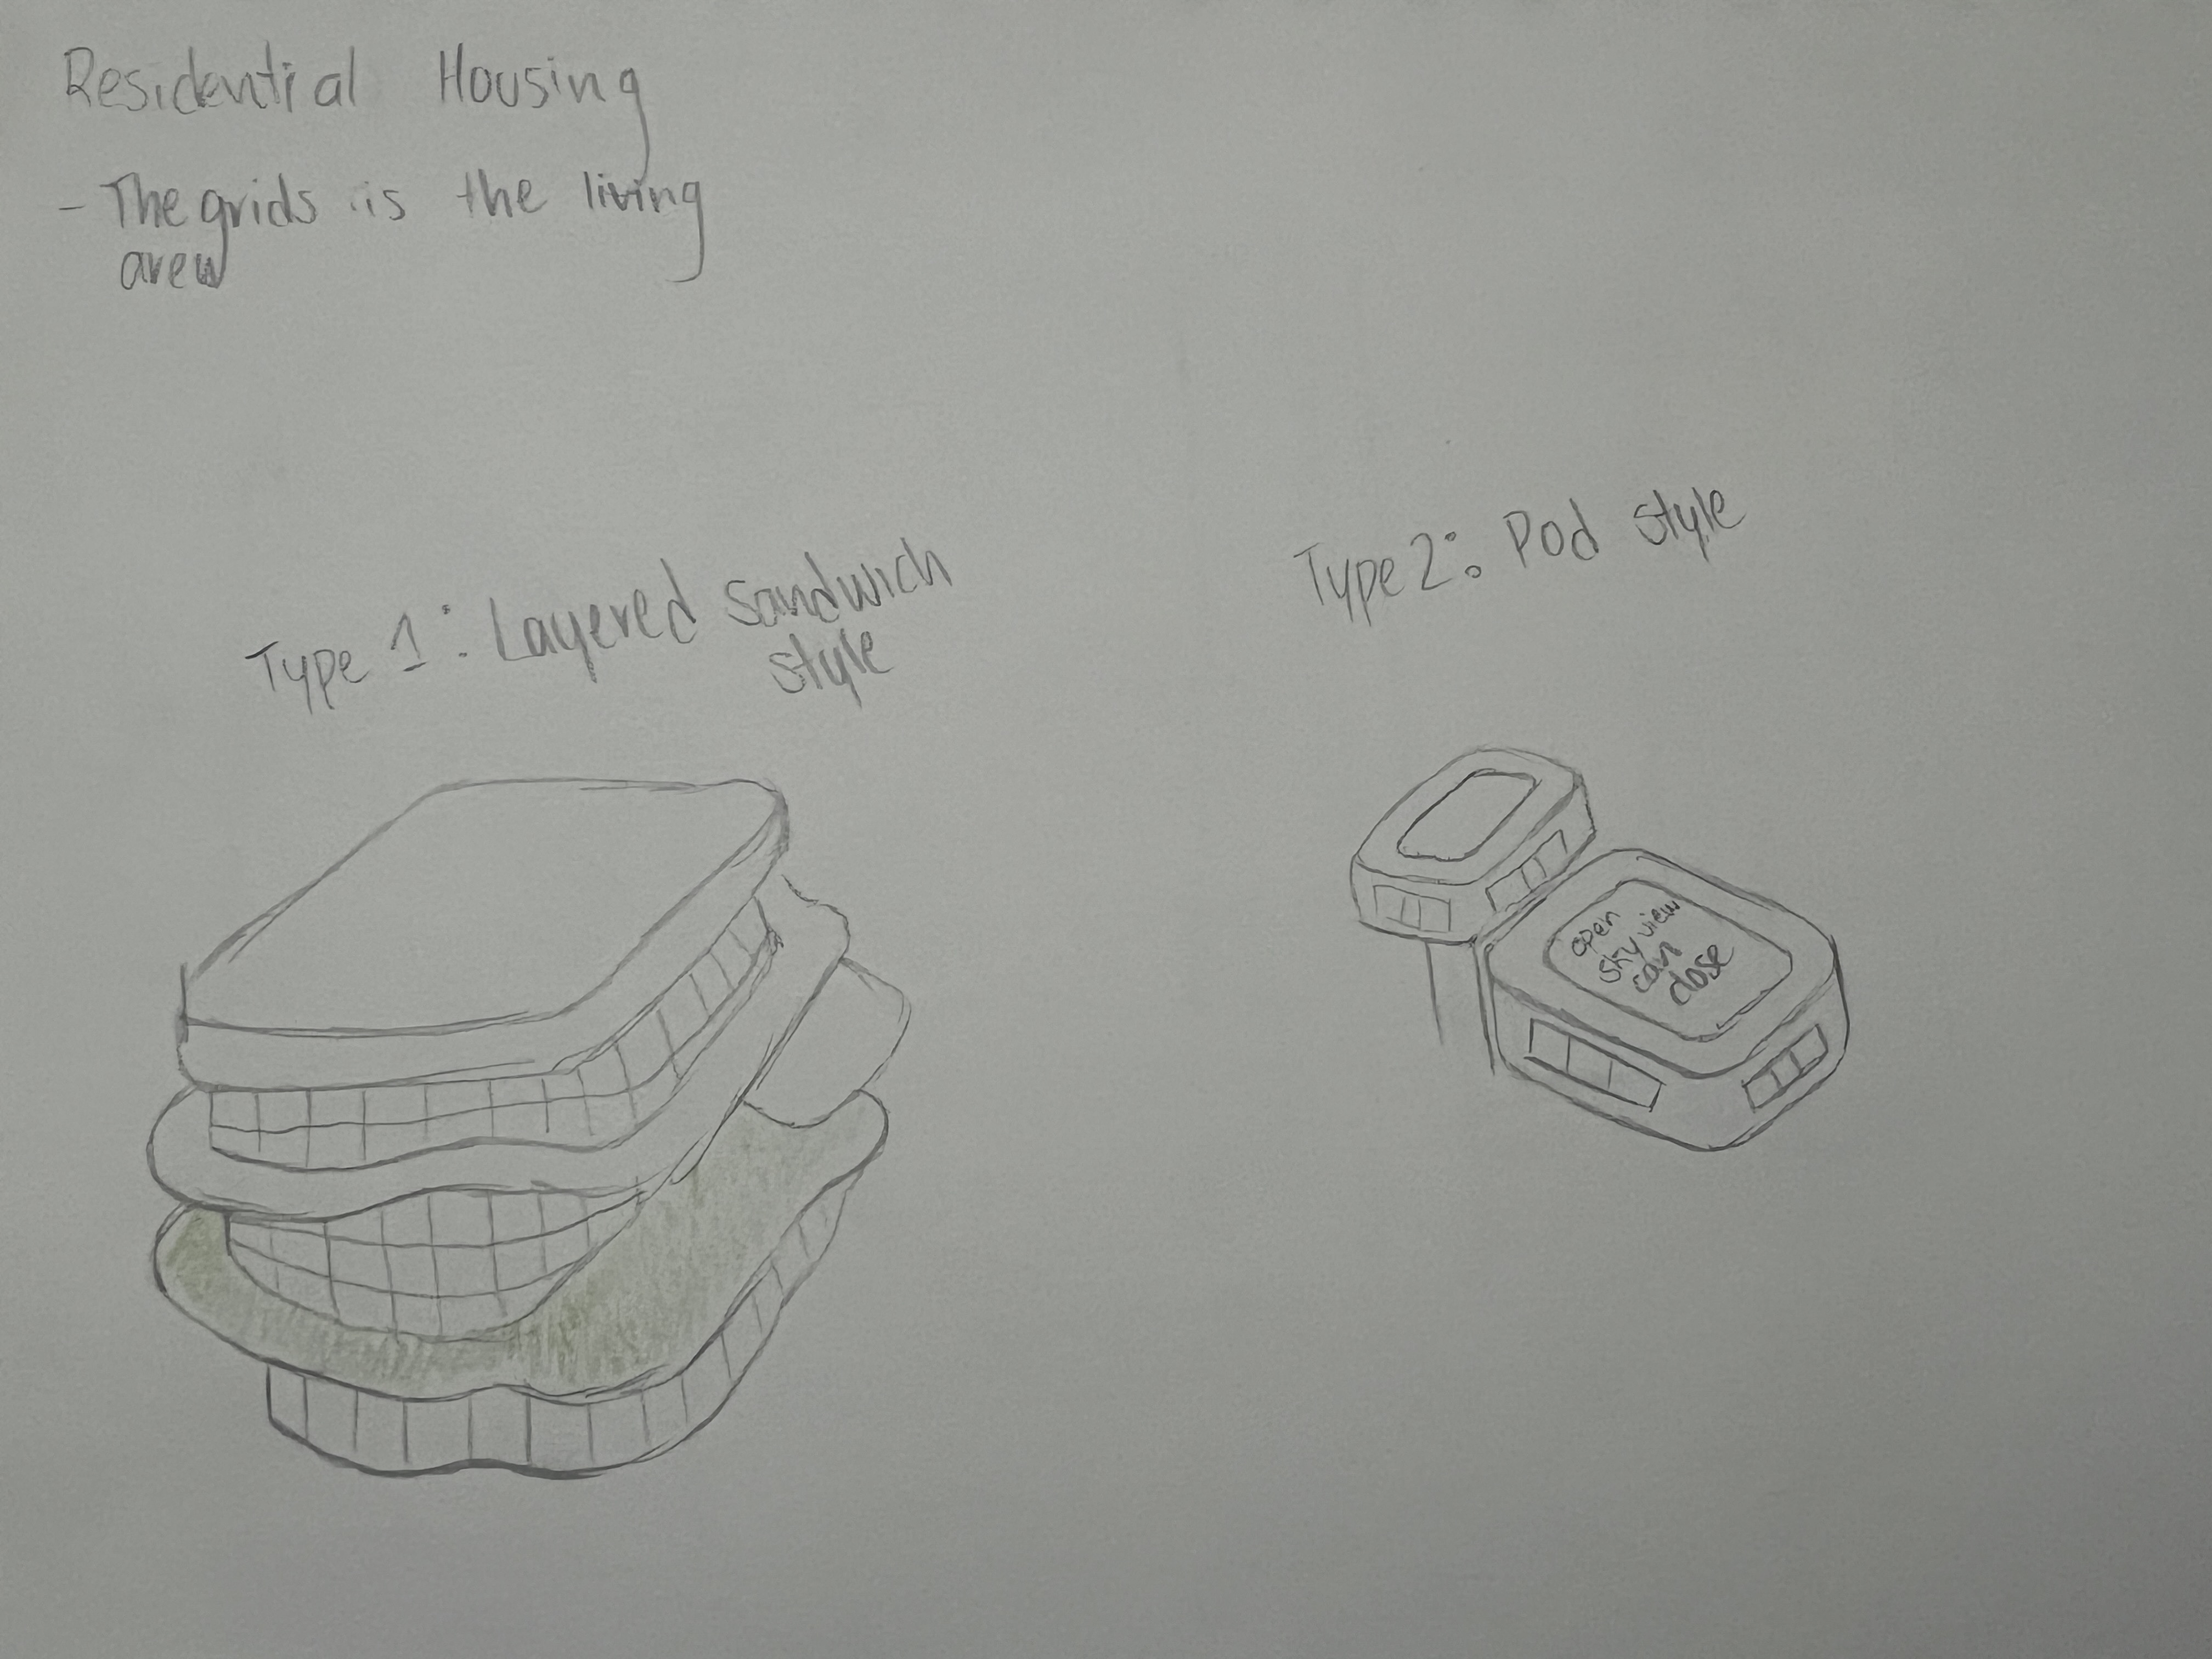 Residential Housing
- The grids is the living
area
Type 1: Layered sandwich
style
Type 2: Pod style
open
sky view
can
close